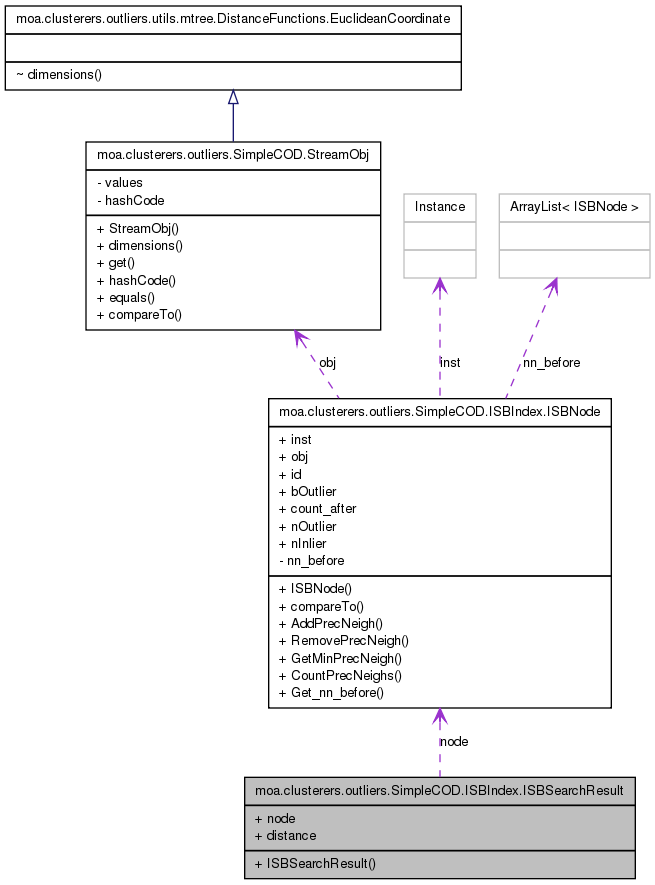 moa.clusterers.outliers.utils.mtree.DistanceFunctions.EuclideanCoordinate
~ dimensions()
moa.clusterers.outliers.SimpleCOD.StreamObj
- values
- hashCode
+ StreamObj()
+ dimensions()
+ get()
+ hashCode()
+ equals()
+ compareTo()
Instance
ArrayList< ISBNode >
obj
inst
nn_before
moa.clusterers.outliers.SimpleCOD.ISBIndex.ISBNode
+ inst
+ obj
+ id
+ bOutlier
+ count_after
+ nOutlier
+ nInlier
- nn_before
+ ISBNode()
+ compareTo()
+ AddPrecNeigh()
+ RemovePrecNeigh()
+ GetMinPrecNeigh()
+ CountPrecNeighs()
+ Get_nn_before()
node
moa.clusterers.outliers.SimpleCOD.ISBIndex.ISBSearchResult
+ node
+ distance
+ ISBSearchResult()